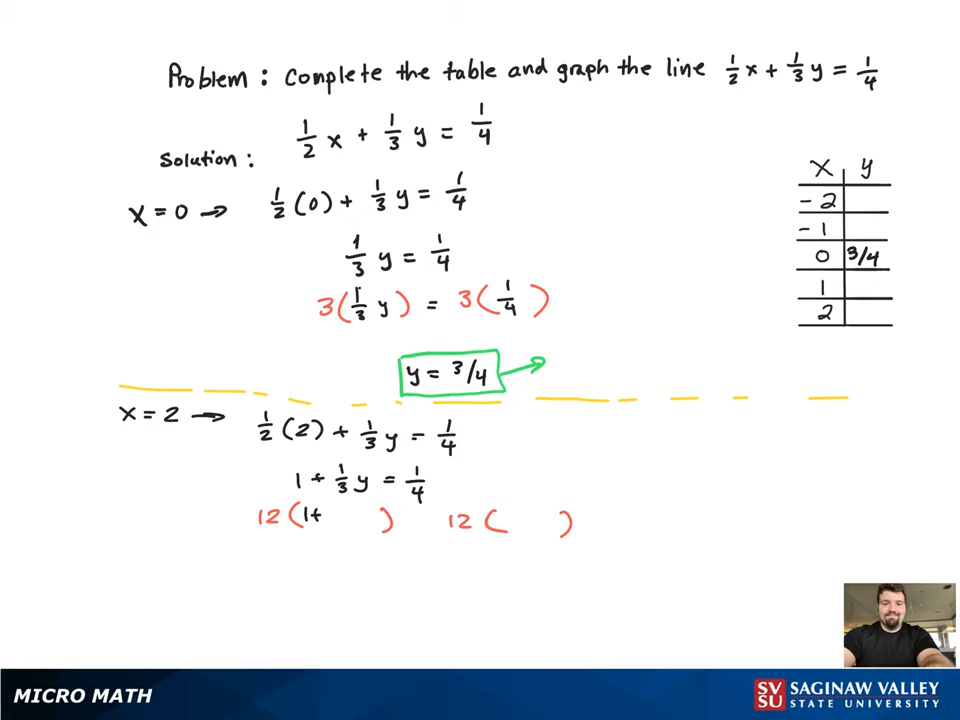 Problem : Complete the table and graph the line 1/2 x + 1/3 y = 1/4
1/2 x + 1/3 y = 1/4
Solution :
x = 0 → 1/2 (0) + 1/3 y = 1/4
1/3 y = 1/4
3 ( 1/3 y ) = 3 ( 1/4 )
y = 3/4
x = 2 → 1/2 (2) + 1/3 y = 1/4
1 + 1/3 y = 1/4
12 ( 1+ ) 12 ( )
x y
-2
-1
0 3/4
1
2
MICRO MATH
SV
SU
SAGINAW VALLEY
STATE UNIVERSITY